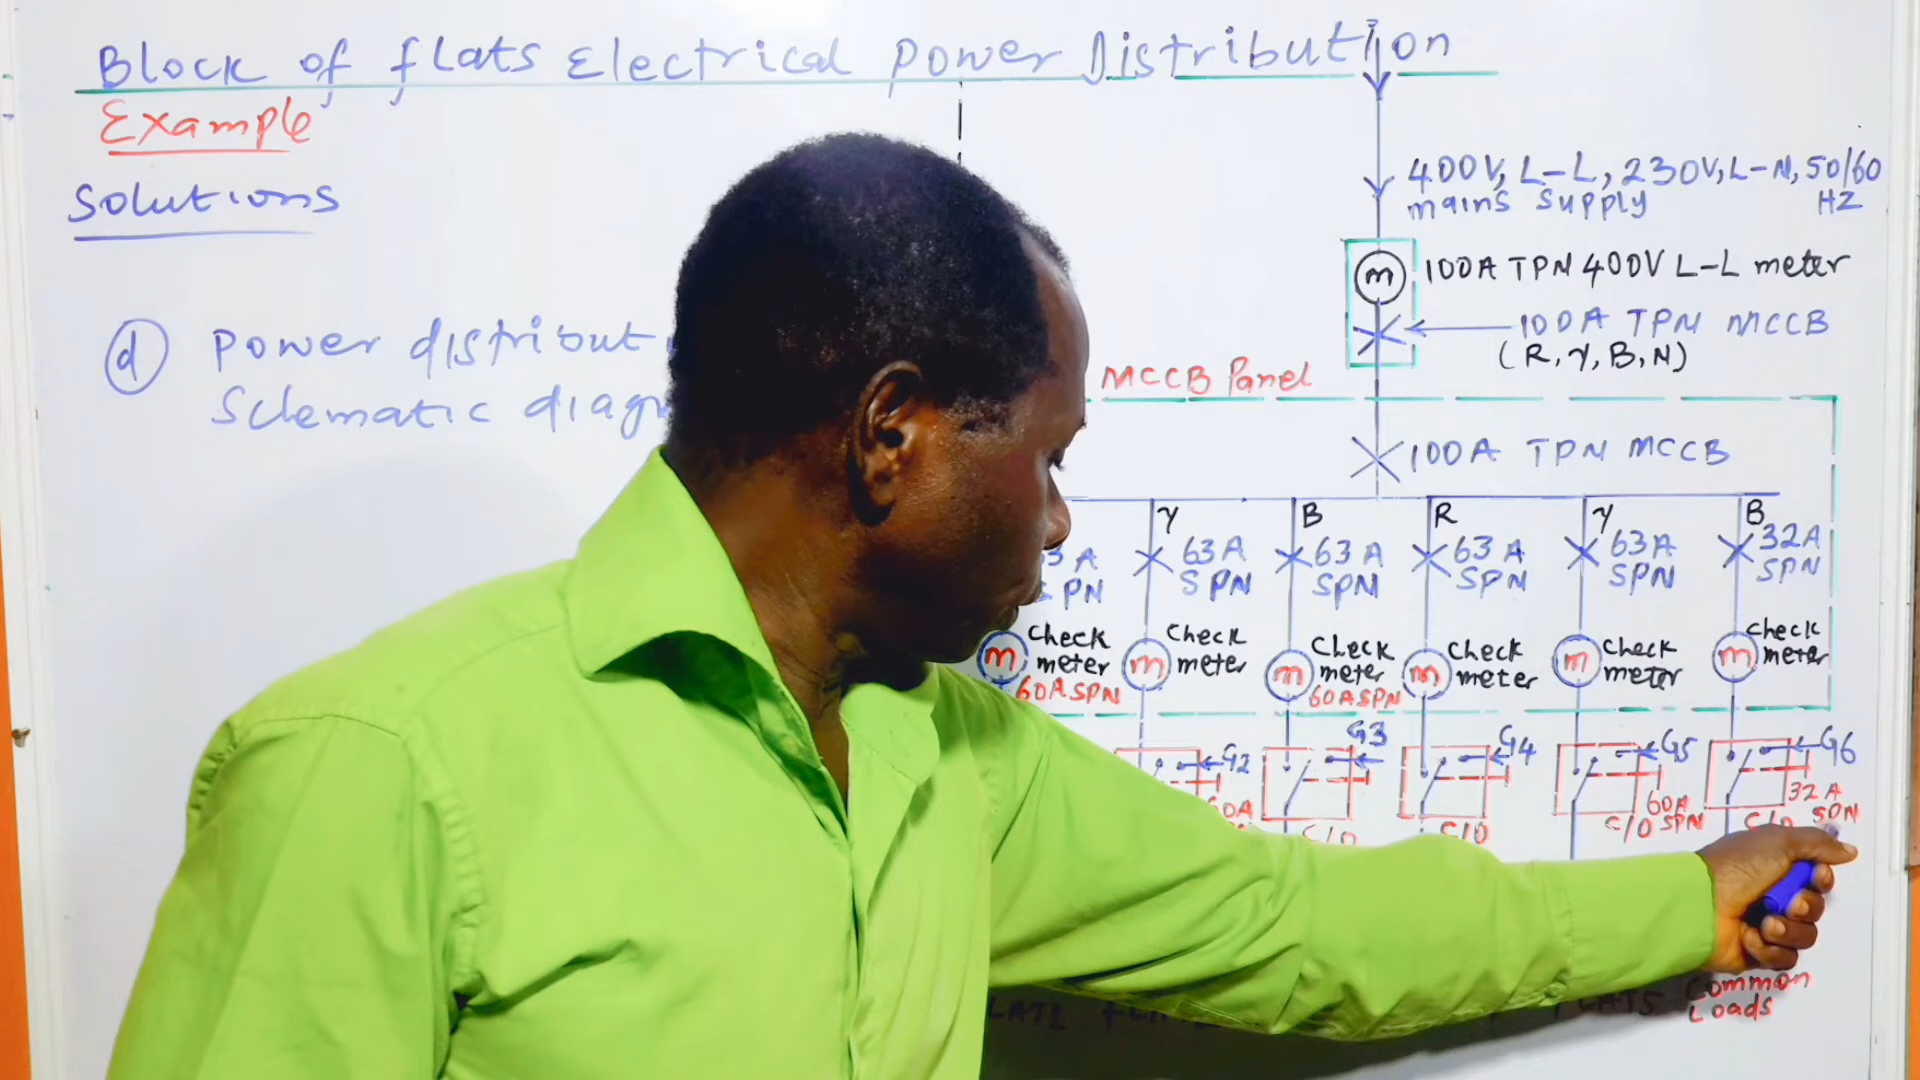 Block of flats Electrical power Distribution
Example
Solutions
400V, L-L, 230V, L-N, 50/60
mains supply HZ
m 100A TPN 400V L-L meter
100A TPN MCCB
(R, Y, B, N)
d Power distribut
Schematic diagr
MCCB Panel
100A TPN MCCB
Y B R Y B
3A 63A 63A 63A 63A 32A
SPN SPN SPN SPN SPN SPN
m Check meter 60A SPN
m Check meter
m Check meter 60A SPN
m Check meter
m Check meter
m Check meter
G2 G3 G4 G5 G6
C/O C/O C/O 60A SPN C/O 32A
Common
Loads